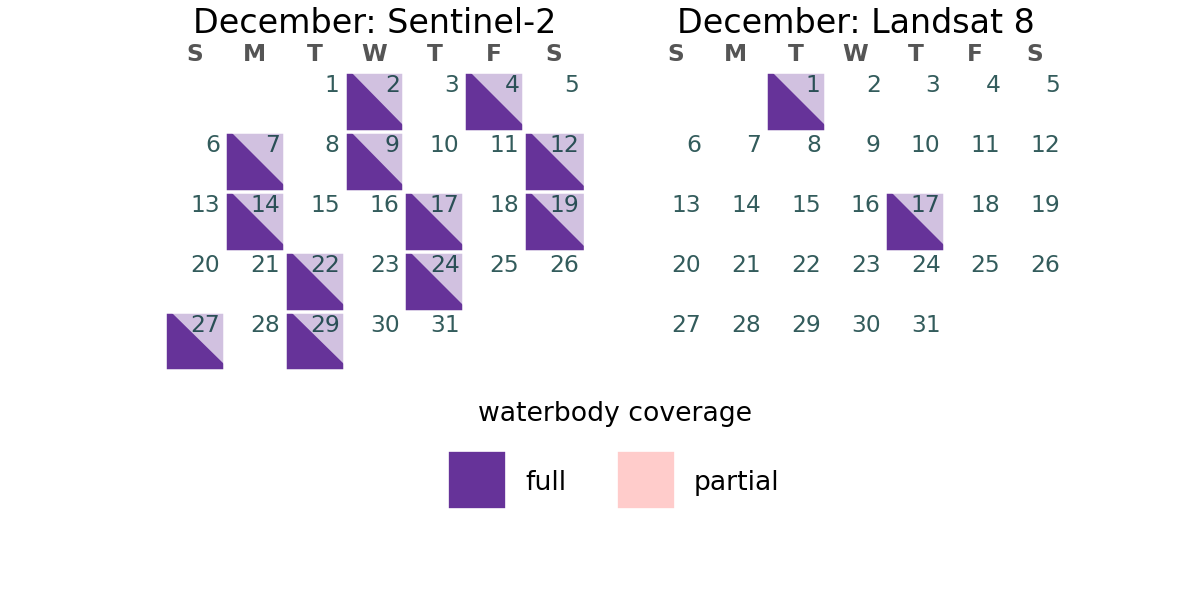 December: Sentinel-2
S M T W T F S
1 2 3 4 5
6 7 8 9 10 11 12
13 14 15 16 17 18 19
20 21 22 23 24 25 26
27 28 29 30 31
December: Landsat 8
S M T W T F S
1 2 3 4 5
6 7 8 9 10 11 12
13 14 15 16 17 18 19
20 21 22 23 24 25 26
27 28 29 30 31
waterbody coverage
full partial